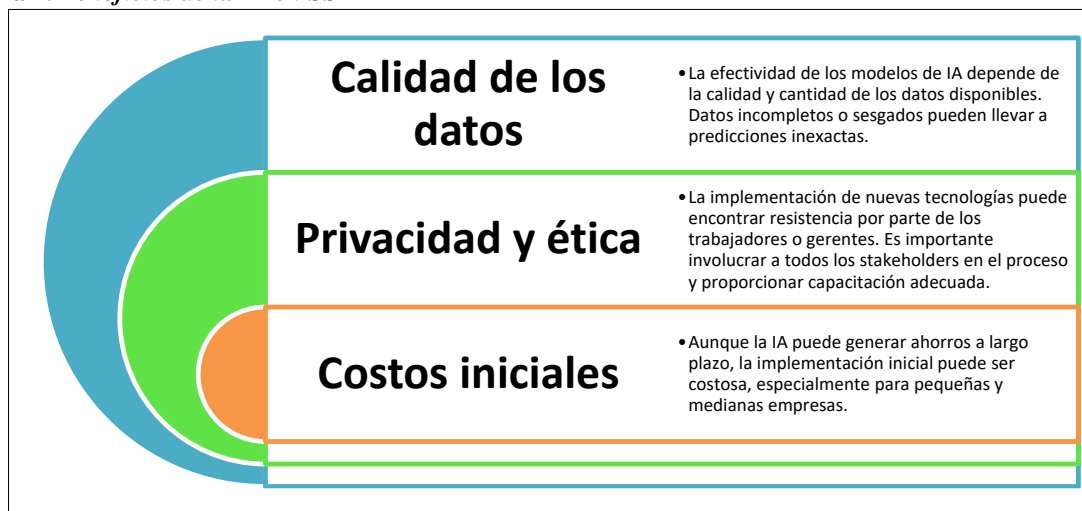 Calidad de los
datos
•La efectividad de los modelos de IA depende de
la calidad y cantidad de los datos disponibles.
Datos incompletos o sesgados pueden llevar a
predicciones inexactas.
Privacidad y ética
•La implementación de nuevas tecnologías puede
encontrar resistencia por parte de los
trabajadores o gerentes. Es importante
involucrar a todos los stakeholders en el proceso
y proporcionar capacitación adecuada.
Costos iniciales
•Aunque la IA puede generar ahorros a largo
plazo, la implementación inicial puede ser
costosa, especialmente para pequeñas y
medianas empresas.